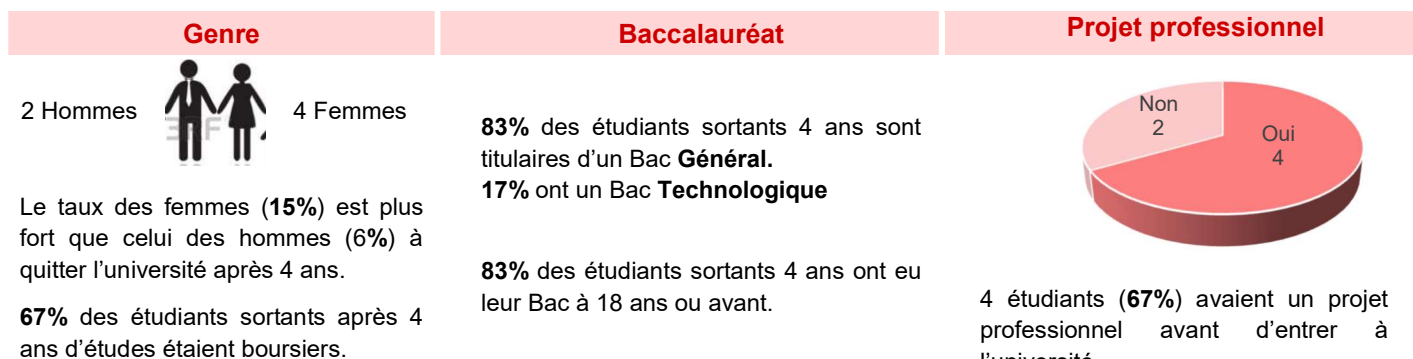 Genre
2 Hommes
4 Femmes
Le taux des femmes (15%) est plus
fort que celui des hommes (6%) à
quitter l’université après 4 ans.
67% des étudiants sortants après 4
ans d’études étaient boursiers.
Baccalauréat
83% des étudiants sortants 4 ans sont
titulaires d’un Bac Général.
17% ont un Bac Technologique
83% des étudiants sortants 4 ans ont eu
leur Bac à 18 ans ou avant.
Projet professionnel
Non
2
Oui
4
4 étudiants (67%) avaient un projet
professionnel avant d’entrer à
l’université